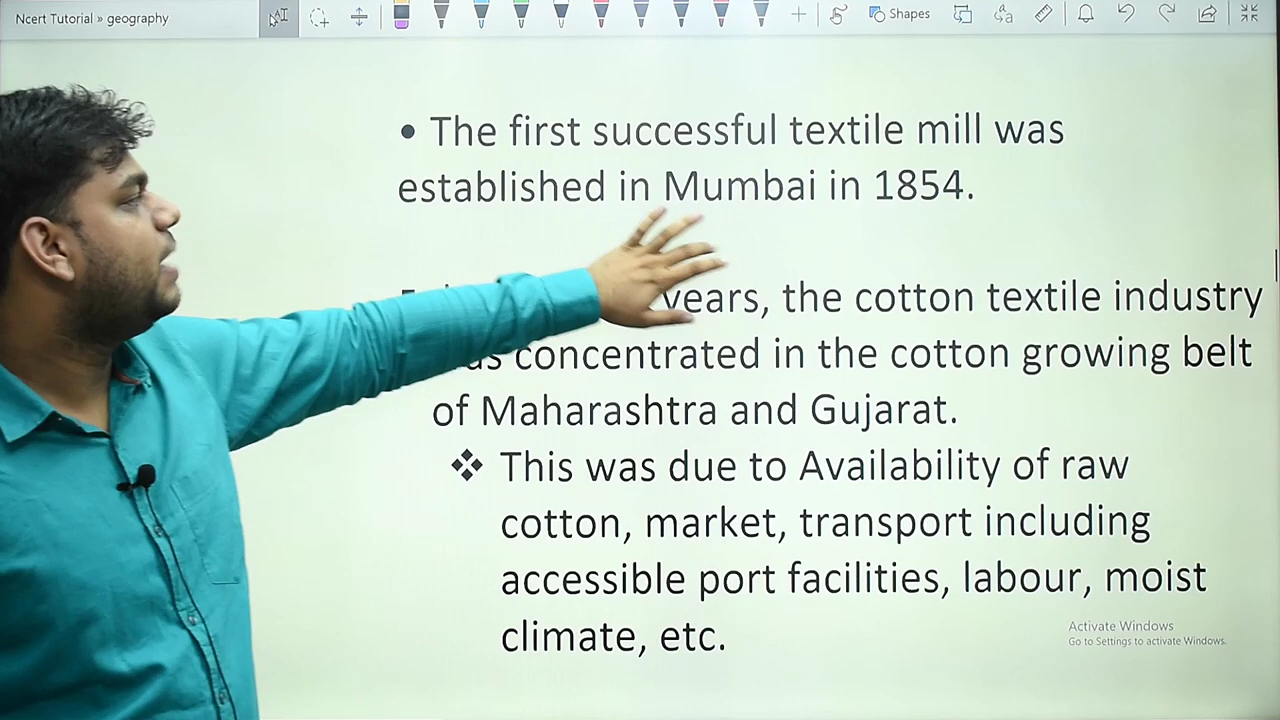 Ncert Tutorial » geography
Shapes
• The first successful textile mill was
established in Mumbai in 1854.
years, the cotton textile industry
concentrated in the cotton growing belt
of Maharashtra and Gujarat.
❖ This was due to Availability of raw
cotton, market, transport including
accessible port facilities, labour, moist
climate, etc.
Activate Windows
Go to Settings to activate Windows.